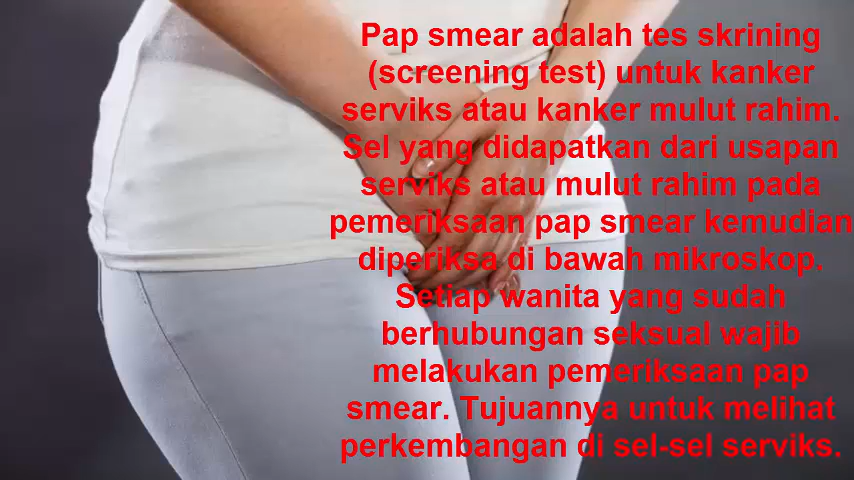 Pap smear adalah tes skrining
(screening test) untuk kanker
serviks atau kanker mulut rahim.
Sel yang didapatkan dari usapan
serviks atau mulut rahim pada
pemeriksaan pap smear kemudian
diperiksa di bawah mikroskop.
Setiap wanita yang sudah
berhubungan seksual wajib
melakukan pemeriksaan pap
smear. Tujuannya untuk melihat
perkembangan di sel-sel serviks.